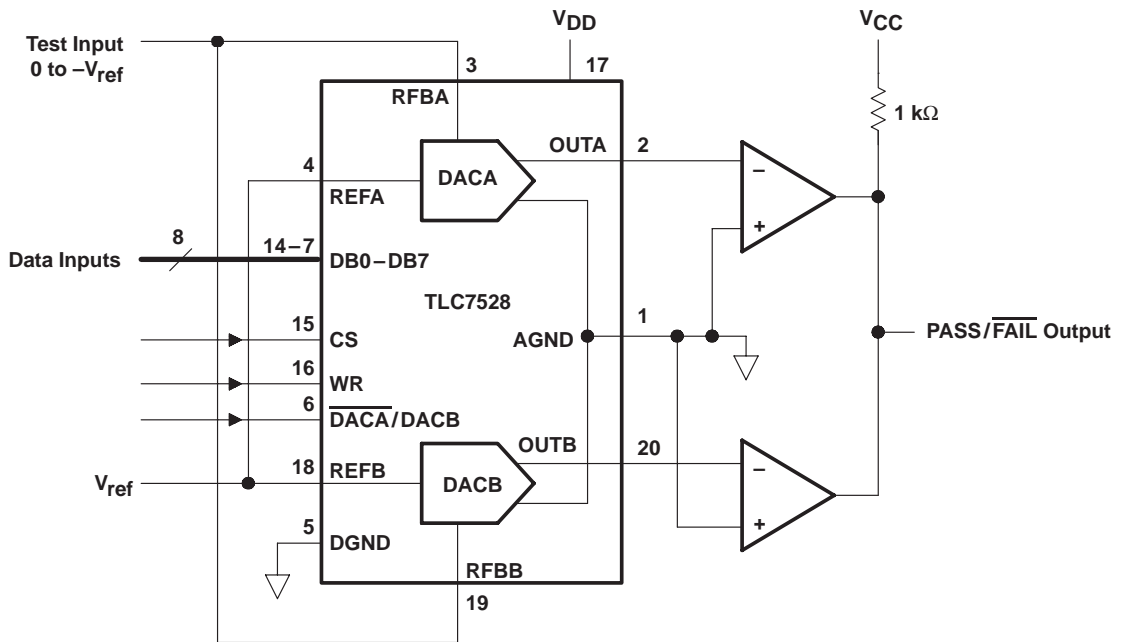 VDD
VCC
Test Input
0 to –Vref
3
17
RFBA
1 kΩ
OUTA
2
4
DACA
–
REFA
+
8
14–7
Data Inputs
DB0–DB7
TLC7528
15
1
CS
AGND
PASS/FAIL Output
16
WR
6
DACA/DACB
OUTB
20
18
REFB
Vref
DACB
–
5
DGND
+
RFBB
19